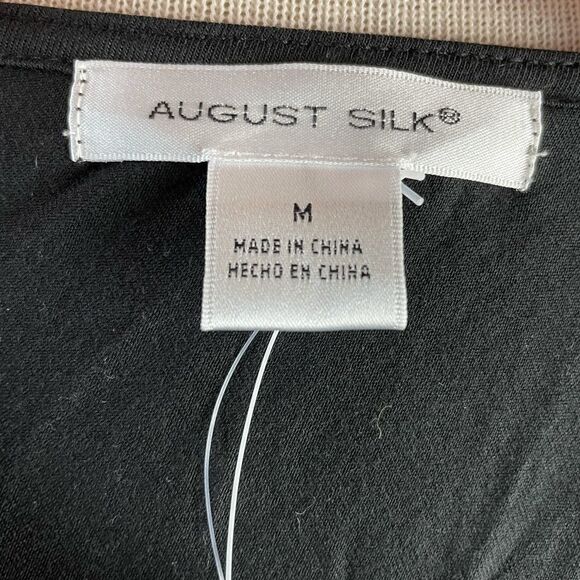 AUGUST SILK®
M
MADE IN CHINA
HECHO EN CHINA